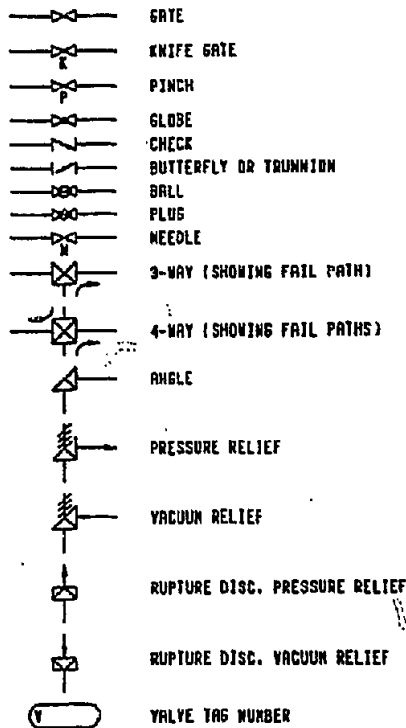 GATE
KNIFE GATE
K
PINCH
P
GLOBE
CHECK
BUTTERFLY OR TRUNNION
BALL
PLUG
NEEDLE
N
3-WAY (SHOWING FAIL PATH)
4-WAY (SHOWING FAIL PATHS)
ANGLE
PRESSURE RELIEF
VACUUM RELIEF
RUPTURE DISC. PRESSURE RELIEF
RUPTURE DISC. VACUUM RELIEF
V VALVE TAG NUMBER